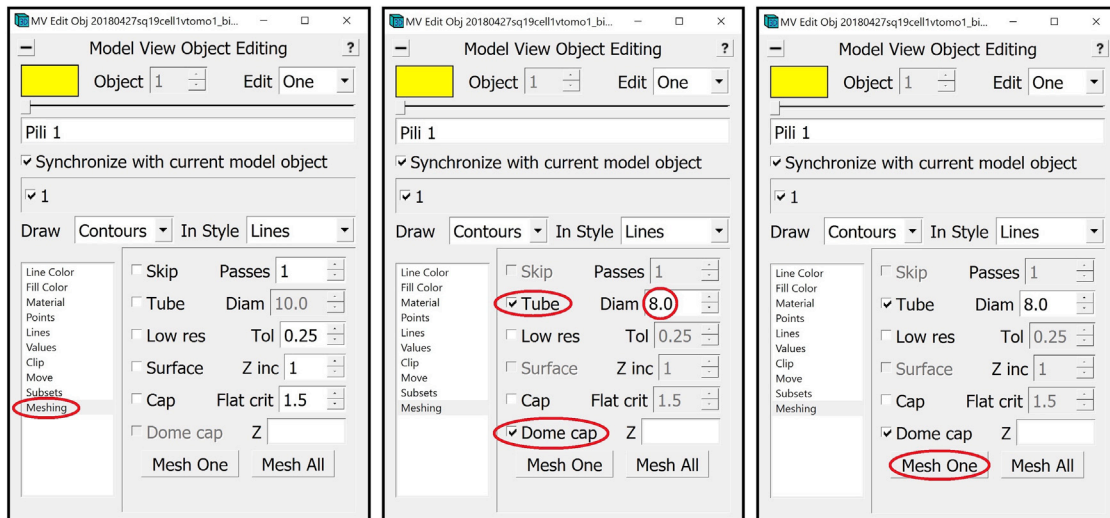 MV Edit Obj 20180427sq19cell1vtomo1_bi...
Model View Object Editing ?
Object 1 Edit One
Pili 1
Synchronize with current model object
1
Draw Contours In Style Lines
Line Color
Fill Color
Material
Points
Lines
Values
Clip
Move
Subsets
Meshing
Skip Passes 1
Tube Diam 10.0
Low res Tol 0.25
Surface Z inc 1
Cap Flat crit 1.5
Dome cap Z
Mesh One Mesh All
MV Edit Obj 20180427sq19cell1vtomo1_bi...
Model View Object Editing ?
Object 1 Edit One
Pili 1
Synchronize with current model object
1
Draw Contours In Style Lines
Line Color
Fill Color
Material
Points
Lines
Values
Clip
Move
Subsets
Meshing
Skip Passes 1
Tube Diam 8.0
Low res Tol 0.25
Surface Z inc 1
Cap Flat crit 1.5
Dome cap Z
Mesh One Mesh All
MV Edit Obj 20180427sq19cell1vtomo1_bi...
Model View Object Editing ?
Object 1 Edit One
Pili 1
Synchronize with current model object
1
Draw Contours In Style Lines
Line Color
Fill Color
Material
Points
Lines
Values
Clip
Move
Subsets
Meshing
Skip Passes 1
Tube Diam 8.0
Low res Tol 0.25
Surface Z inc 1
Cap Flat crit 1.5
Dome cap Z
Mesh One Mesh All